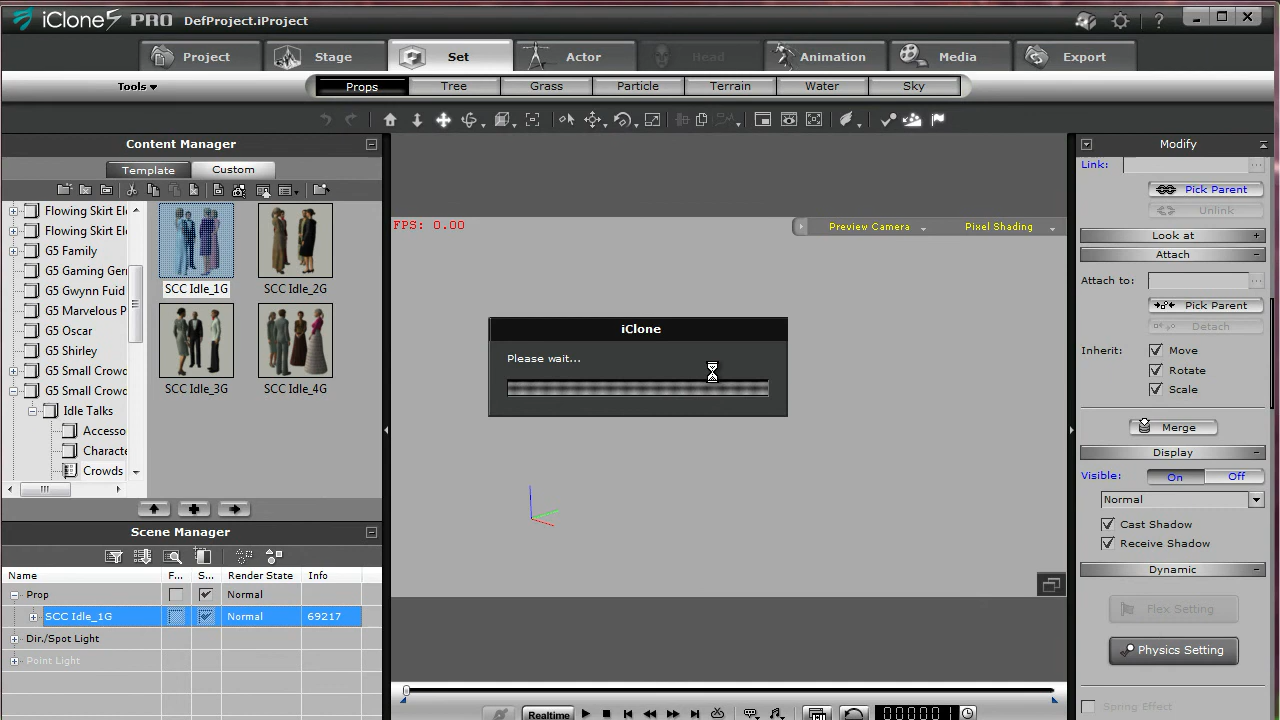 iClone5 PRO DefProject.iProject
Project Stage Set Actor Head Animation Media Export
Tools Props Tree Grass Particle Terrain Water Sky
Content Manager
Template Custom
Flowing Skirt El
Flowing Skirt El
G5 Family
G5 Gaming Ger
G5 Gwynn Fuid
G5 Marvelous P
G5 Oscar
G5 Shirley
G5 Small Crowd
G5 Small Crowd
Idle Talks
Accesso
Characte
Crowds
SCC Idle_1G SCC Idle_2G
SCC Idle_3G SCC Idle_4G
Scene Manager
Name F... S... Render State Info
Prop Normal
SCC Idle_1G Normal 69217
Dir./Spot Light
Point Light
FPS: 0.00
Preview Camera Pixel Shading
iClone
Please wait...
Realtime
000001
Modify
Link:
Pick Parent
Unlink
Look at
Attach
Attach to:
Pick Parent
Detach
Inherit: Move
Rotate
Scale
Merge
Display
Visible: On Off
Normal
Cast Shadow
Receive Shadow
Dynamic
Flex Setting
Physics Setting
Spring Effect